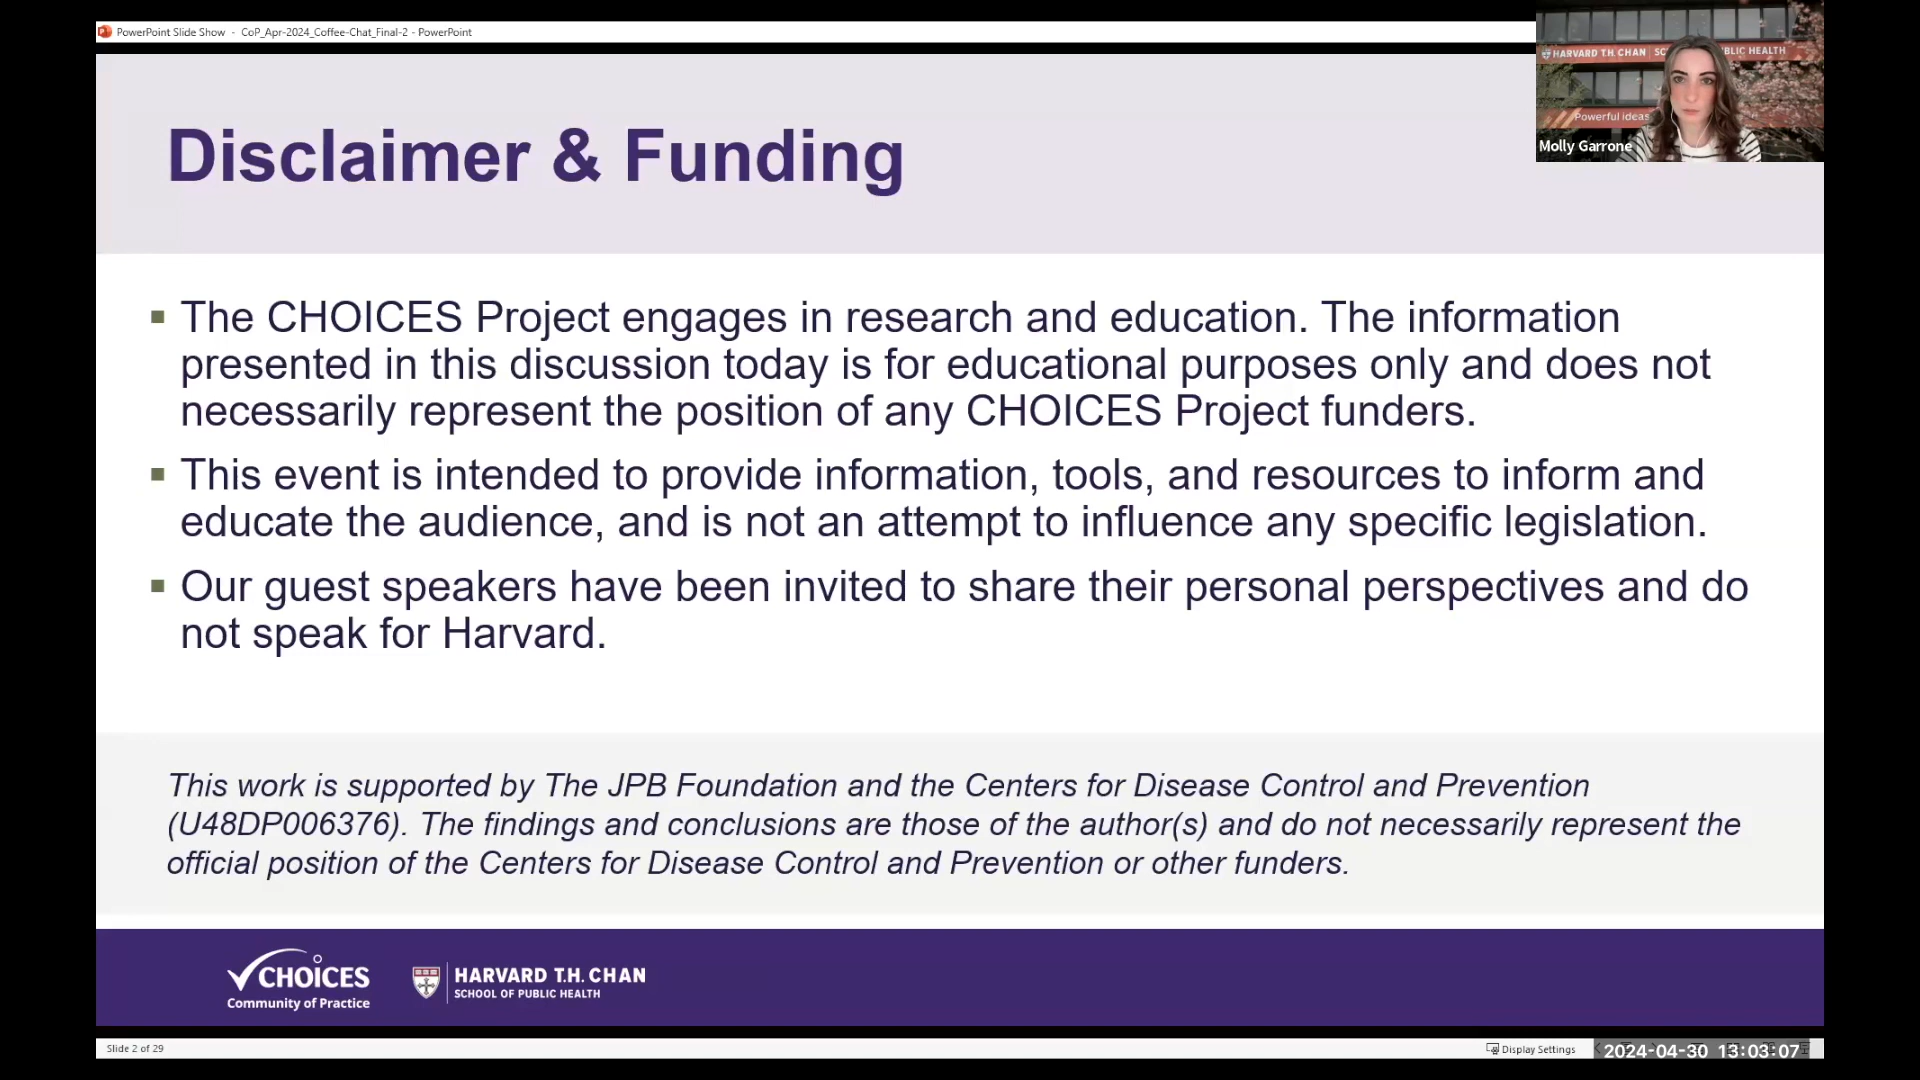 PowerPoint Slide Show - CoP_Apr-2024_Coffee-Chat_Final-2 - PowerPoint
HARVARD T.H. CHAN
BLIC HEALTH
Powerful ideas
Molly Garrone
Disclaimer & Funding
The CHOICES Project engages in research and education. The information
presented in this discussion today is for educational purposes only and does not
necessarily represent the position of any CHOICES Project funders.
This event is intended to provide information, tools, and resources to inform and
educate the audience, and is not an attempt to influence any specific legislation.
Our guest speakers have been invited to share their personal perspectives and do
not speak for Harvard.
This work is supported by The JPB Foundation and the Centers for Disease Control and Prevention
(U48DP006376). The findings and conclusions are those of the author(s) and do not necessarily represent the
official position of the Centers for Disease Control and Prevention or other funders.
CHOICES
Community of Practice
HARVARD T.H. CHAN
SCHOOL OF PUBLIC HEALTH
Slide 2 of 29
Display Settings
2024-04-30 13:03:07